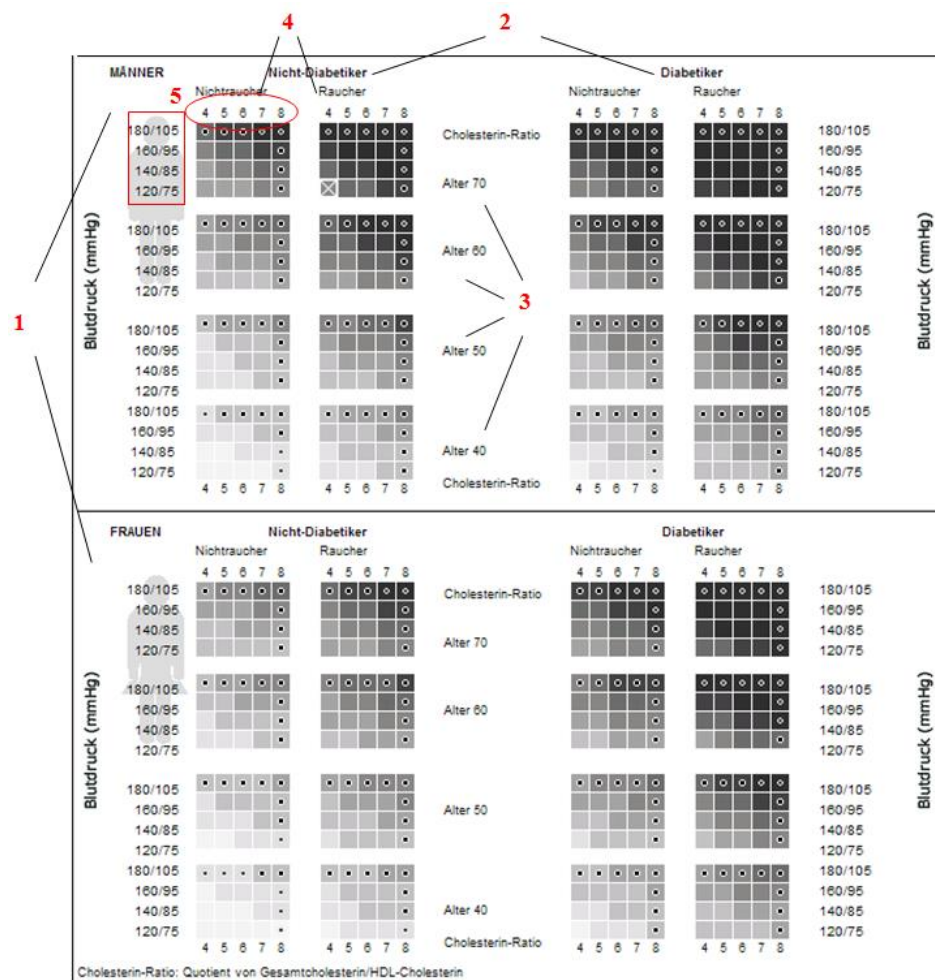 4 2
MÄNNER Nicht-Diabetiker Diabetiker
5 Nichtraucher Raucher Nichtraucher Raucher
4 5 6 7 8 4 5 6 7 8 4 5 6 7 8 4 5 6 7 8
180/105 Cholesterin-Ratio 180/105
160/95 160/95
140/85 140/85
120/75 Alter 70 120/75
180/105 180/105
160/95 Alter 60 160/95
140/85 140/85
120/75 120/75
1 3
Blutdruck (mmHg) Blutdruck (mmHg)
180/105 180/105
160/95 Alter 50 160/95
140/85 140/85
120/75 120/75
180/105 180/105
160/95 160/95
140/85 Alter 40 140/85
120/75 120/75
4 5 6 7 8 4 5 6 7 8 Cholesterin-Ratio 4 5 6 7 8 4 5 6 7 8
FRAUEN Nicht-Diabetiker Diabetiker
Nichtraucher Raucher Nichtraucher Raucher
4 5 6 7 8 4 5 6 7 8 4 5 6 7 8 4 5 6 7 8
180/105 Cholesterin-Ratio 180/105
160/95 160/95
140/85 Alter 70 140/85
120/75 120/75
180/105 180/105
160/95 Alter 60 160/95
140/85 140/85
120/75 120/75
Blutdruck (mmHg) Blutdruck (mmHg)
180/105 180/105
160/95 Alter 50 160/95
140/85 140/85
120/75 120/75
180/105 180/105
160/95 160/95
140/85 Alter 40 140/85
120/75 120/75
4 5 6 7 8 4 5 6 7 8 Cholesterin-Ratio 4 5 6 7 8 4 5 6 7 8
Cholesterin-Ratio: Quotient von Gesamtcholesterin/HDL-Cholesterin